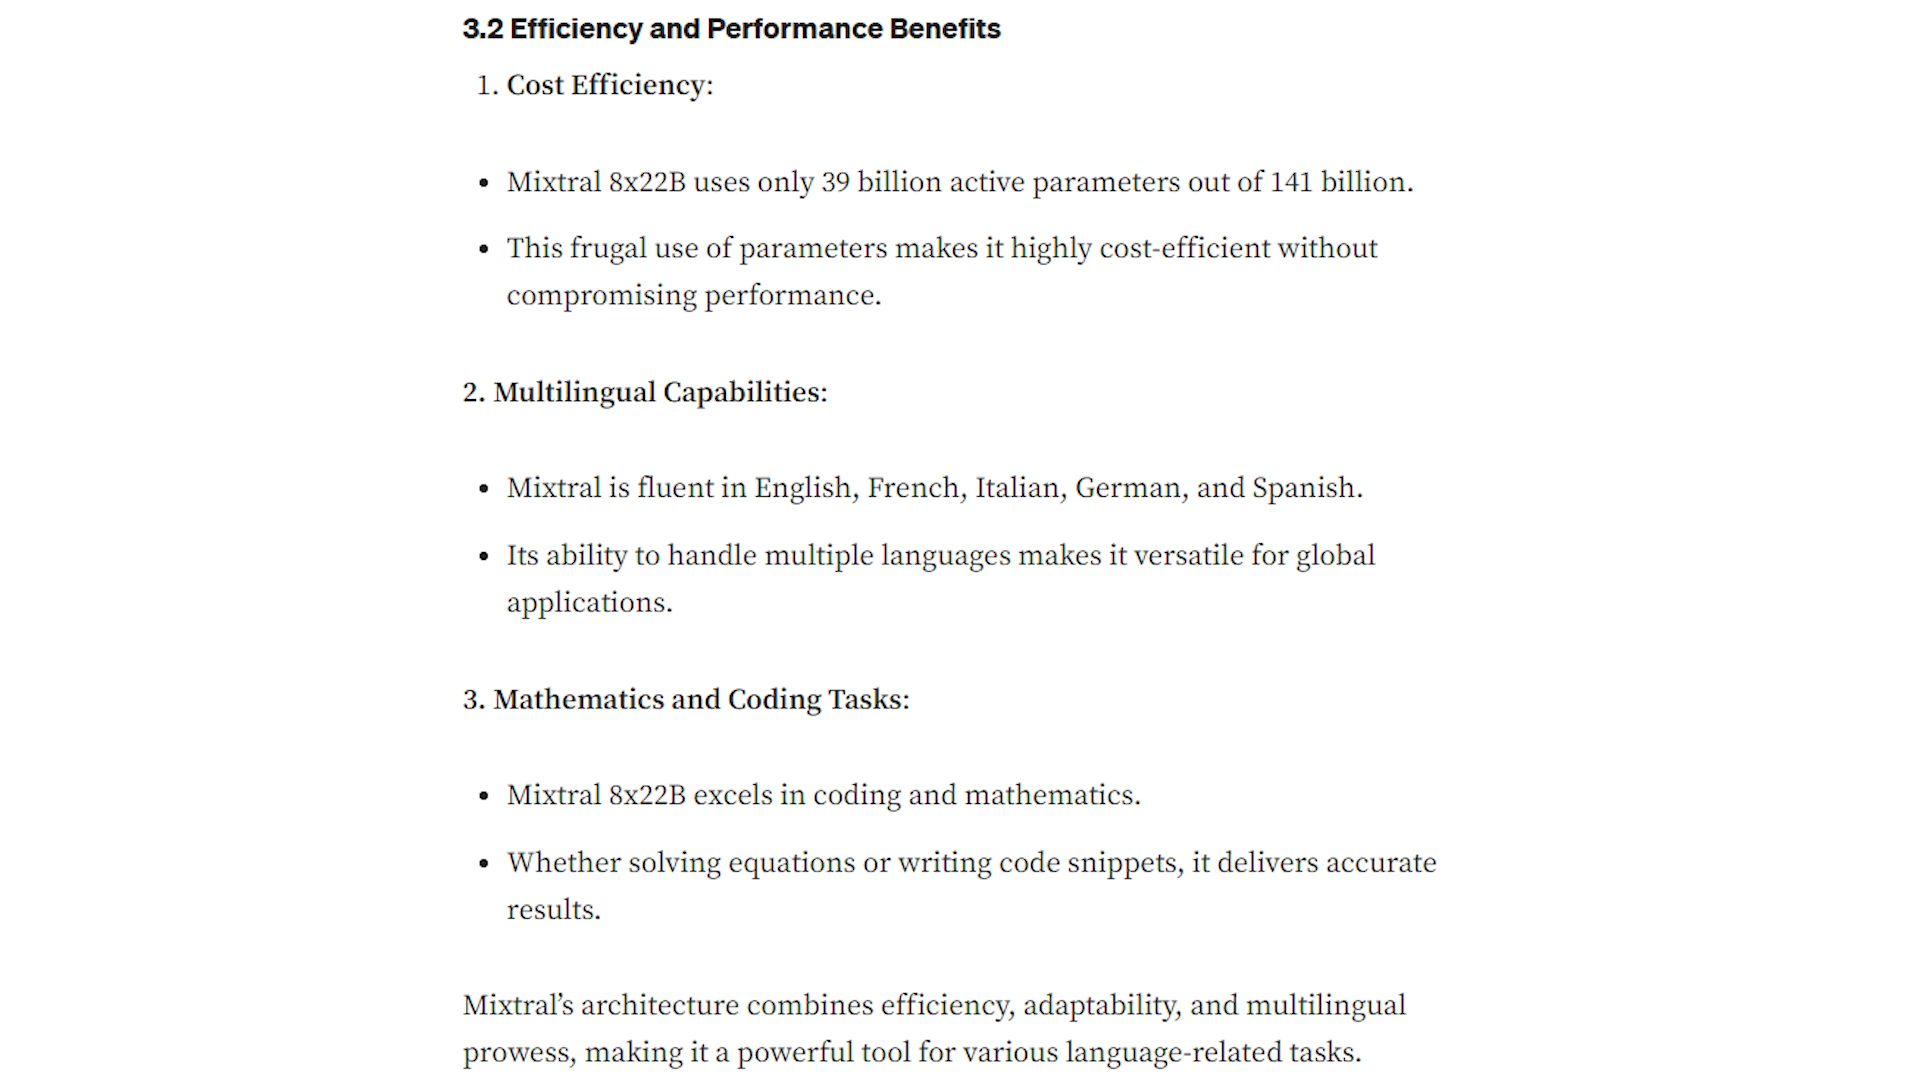 3.2 Efficiency and Performance Benefits
1. Cost Efficiency:
• Mixtral 8x22B uses only 39 billion active parameters out of 141 billion.
• This frugal use of parameters makes it highly cost-efficient without
compromising performance.
2. Multilingual Capabilities:
• Mixtral is fluent in English, French, Italian, German, and Spanish.
• Its ability to handle multiple languages makes it versatile for global
applications.
3. Mathematics and Coding Tasks:
• Mixtral 8x22B excels in coding and mathematics.
• Whether solving equations or writing code snippets, it delivers accurate
results.
Mixtral’s architecture combines efficiency, adaptability, and multilingual
prowess, making it a powerful tool for various language-related tasks.